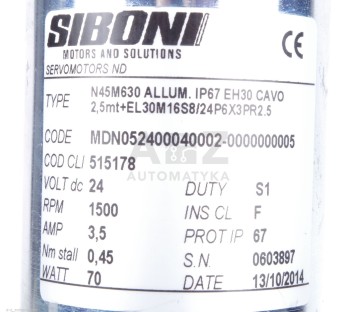 SIBONI
MOTORS AND SOLUTIONS
SERVOMOTORS ND
TYPE N45M630 ALLUM. IP67 EH30 CAVO
2,5mt+EL30M16S8/24P6X3PR2.5
CODE MDN052400040002-0000000005
COD CLI 515178
VOLT dc 24 DUTY S1
RPM 1500 INS CL F
AMP 3,5 PROT IP 67
Nm stall 0,45 S.N. 0603897
WATT 70 DATE 13/10/2014
CE
AUTOMATYKA